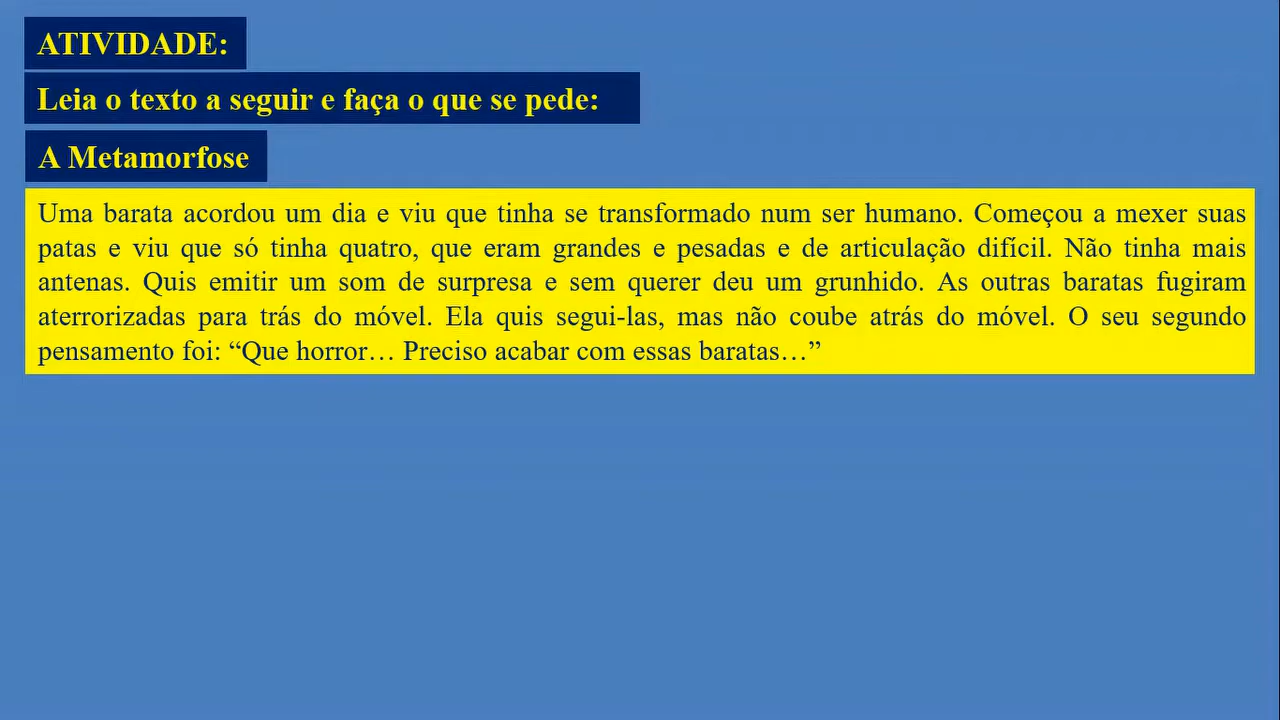 ATIVIDADE:
Leia o texto a seguir e faça o que se pede:
A Metamorfose
Uma barata acordou um dia e viu que tinha se transformado num ser humano. Começou a mexer suas
patas e viu que só tinha quatro, que eram grandes e pesadas e de articulação difícil. Não tinha mais
antenas. Quis emitir um som de surpresa e sem querer deu um grunhido. As outras baratas fugiram
aterrorizadas para trás do móvel. Ela quis segui-las, mas não coube atrás do móvel. O seu segundo
pensamento foi: “Que horror… Preciso acabar com essas baratas…”